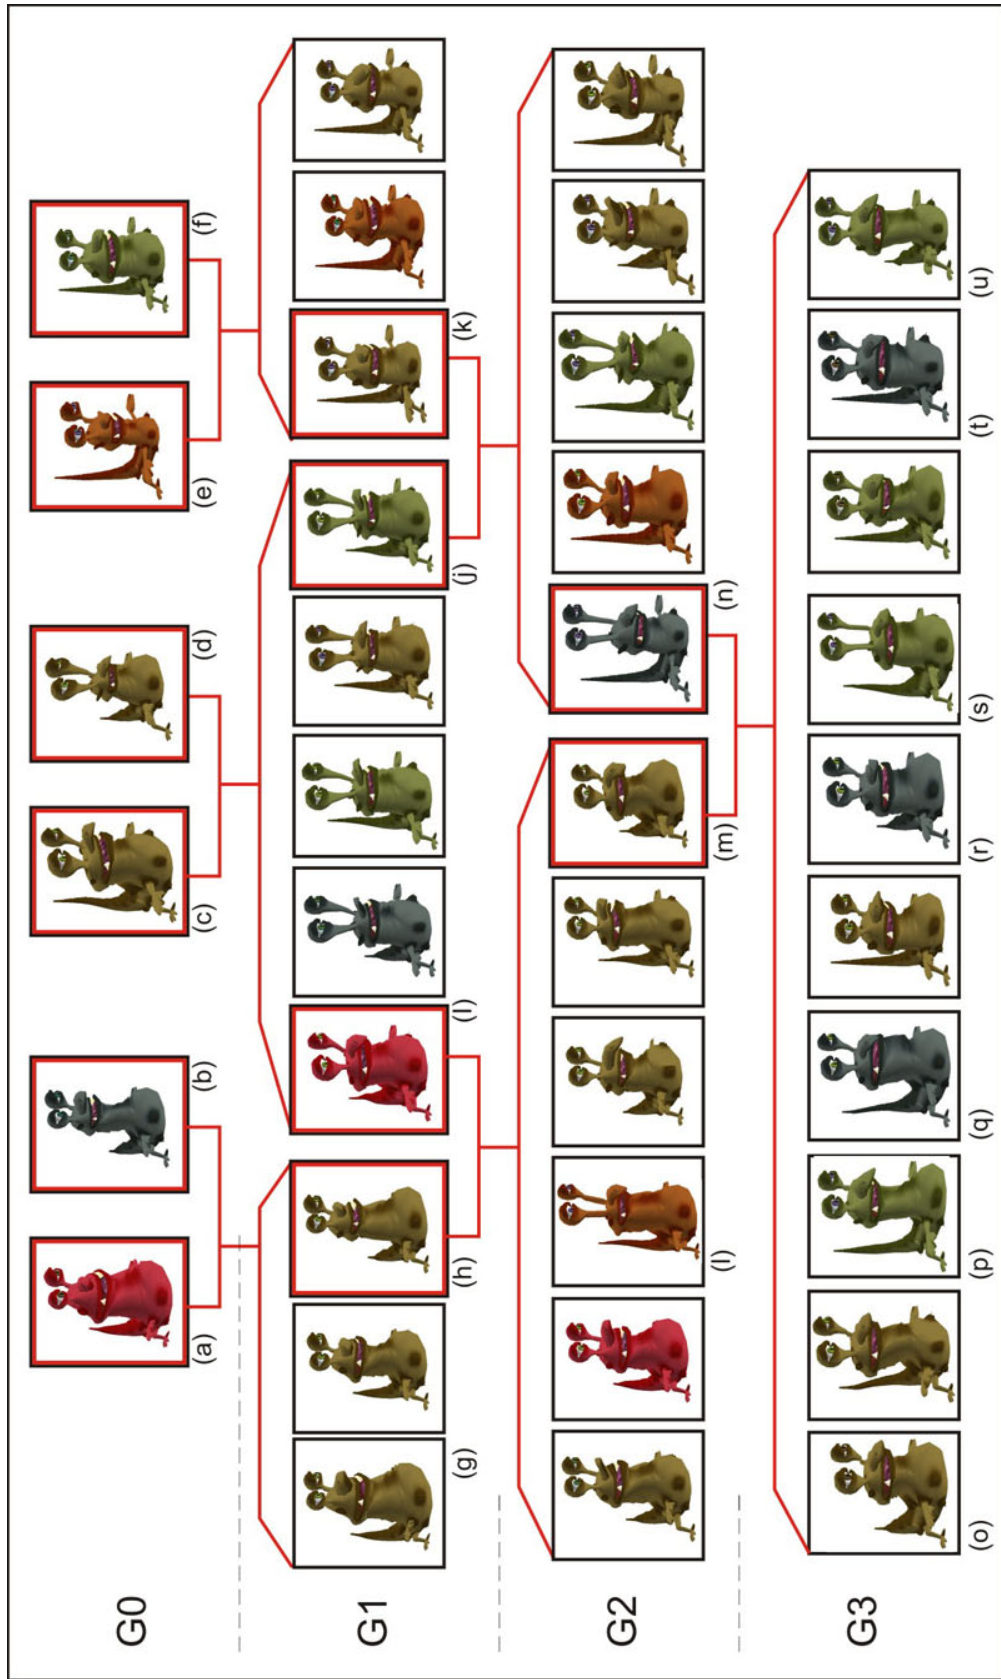 G0
(a) (b) (c) (d) (e) (f)
G1
(g) (h) (l) (j) (k)
G2
(l) (m) (n)
G3
(o) (p) (q) (r) (s) (t) (u)